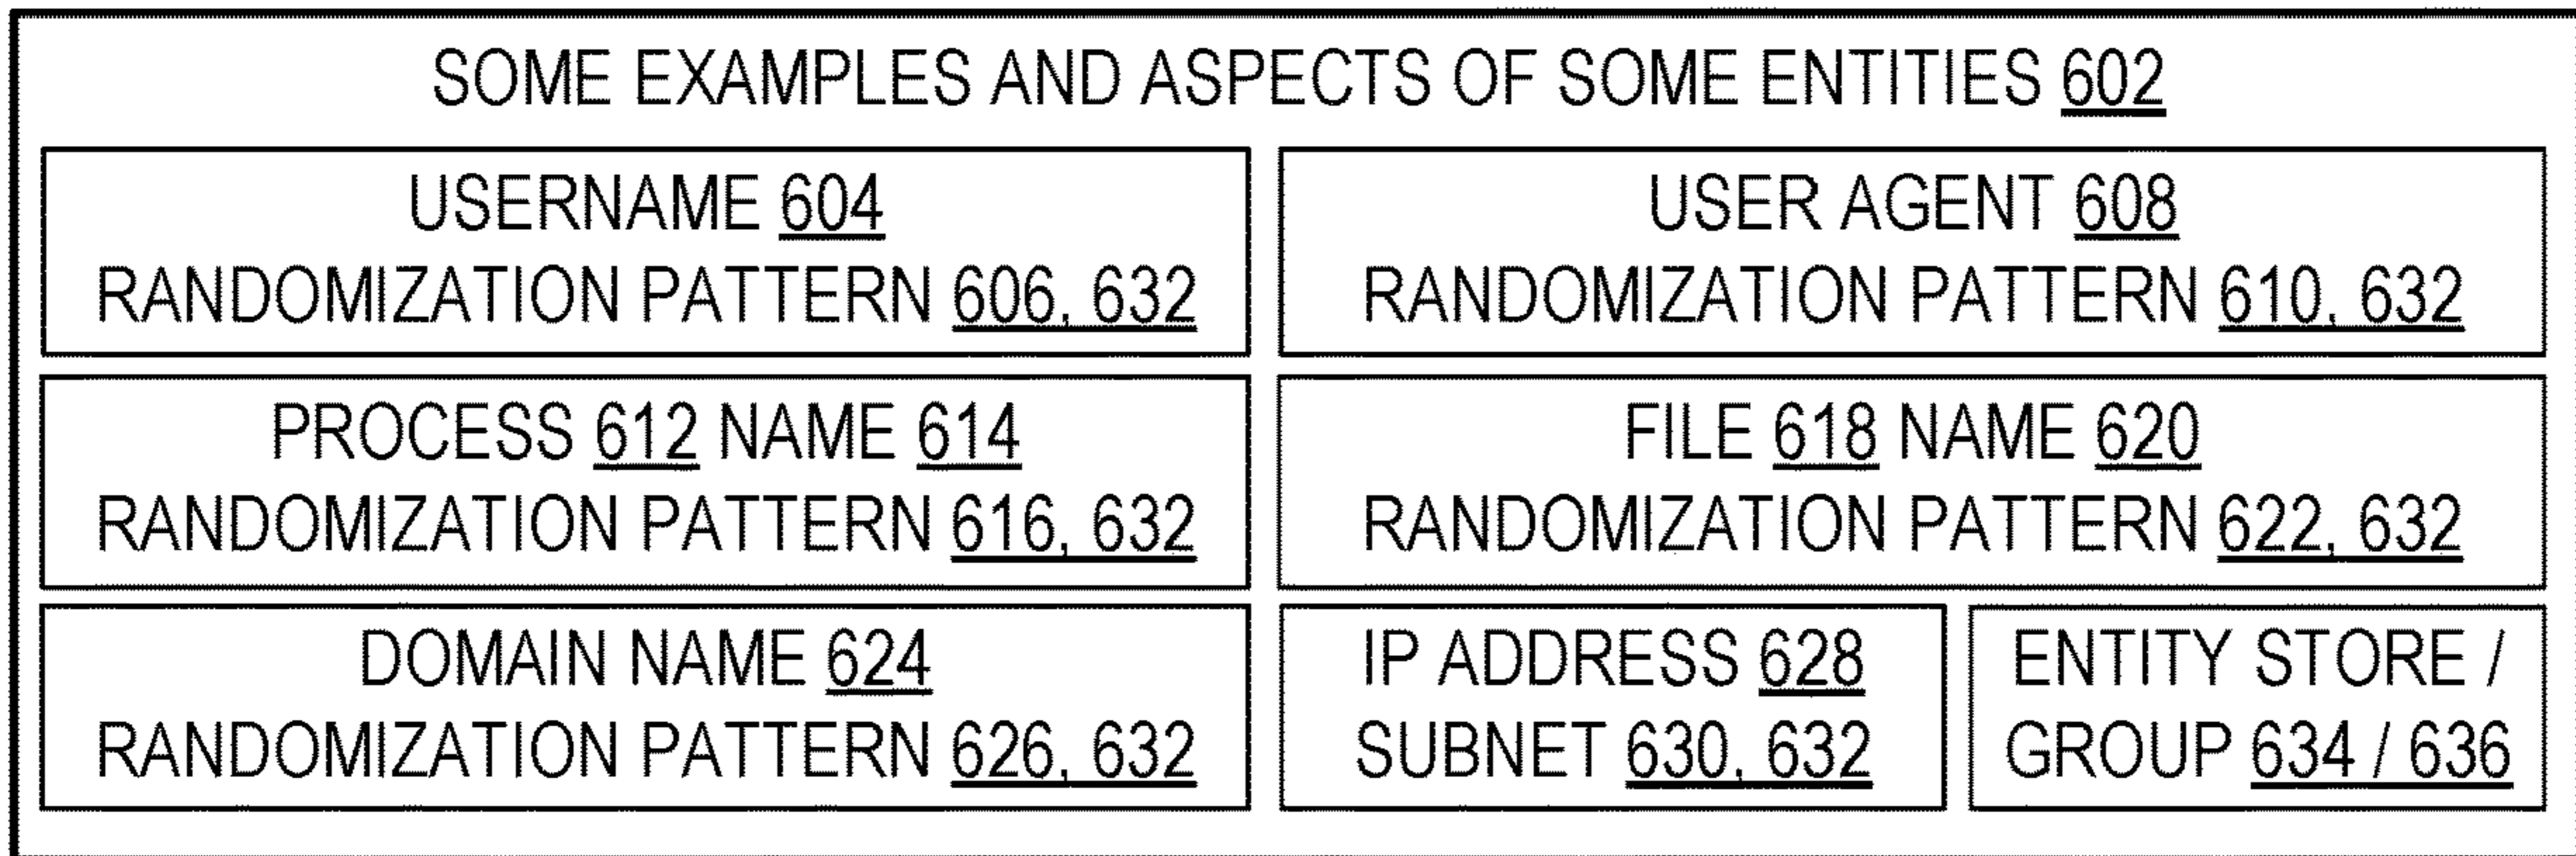 SOME EXAMPLES AND ASPECTS OF SOME ENTITIES 602
USERNAME 604
RANDOMIZATION PATTERN 606, 632
USER AGENT 608
RANDOMIZATION PATTERN 610, 632
PROCESS 612 NAME 614
RANDOMIZATION PATTERN 616, 632
FILE 618 NAME 620
RANDOMIZATION PATTERN 622, 632
DOMAIN NAME 624
RANDOMIZATION PATTERN 626, 632
IP ADDRESS 628
SUBNET 630, 632
ENTITY STORE /
GROUP 634 / 636